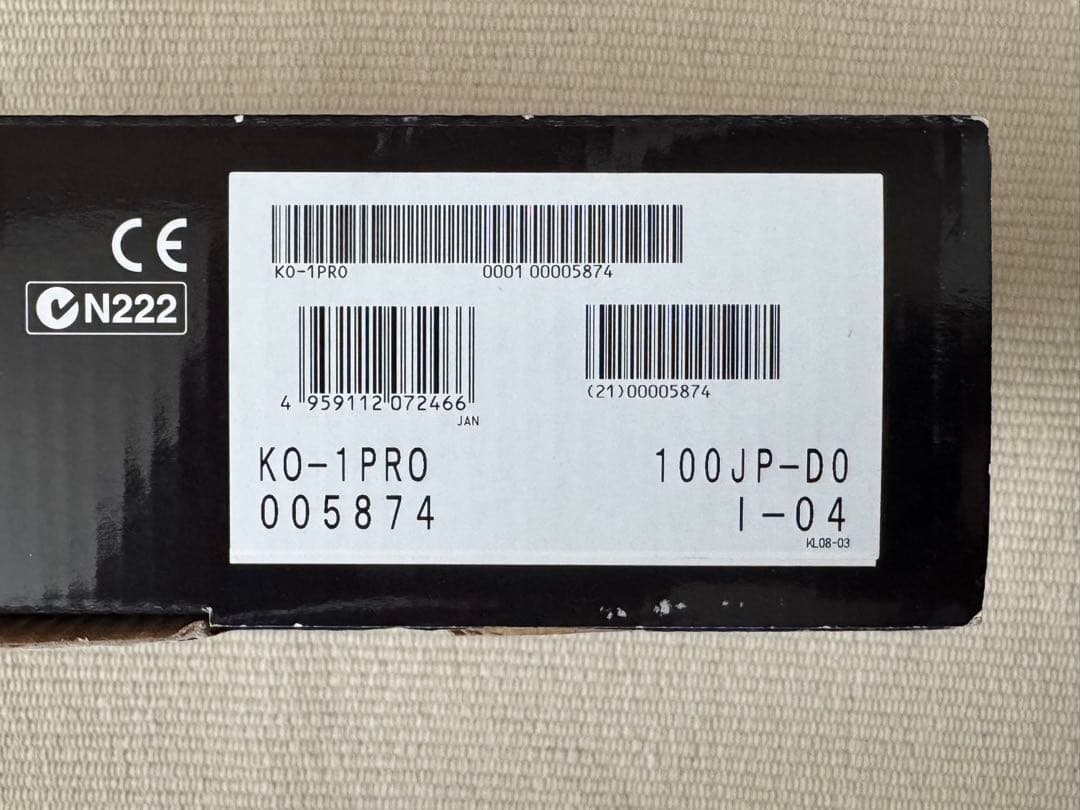 CE
N222
KO-1PRO 0001 00005874
4 959112 072466
JAN
(21)00005874
KO-1PRO 100JP-D0
005874 I-04
KL08-03